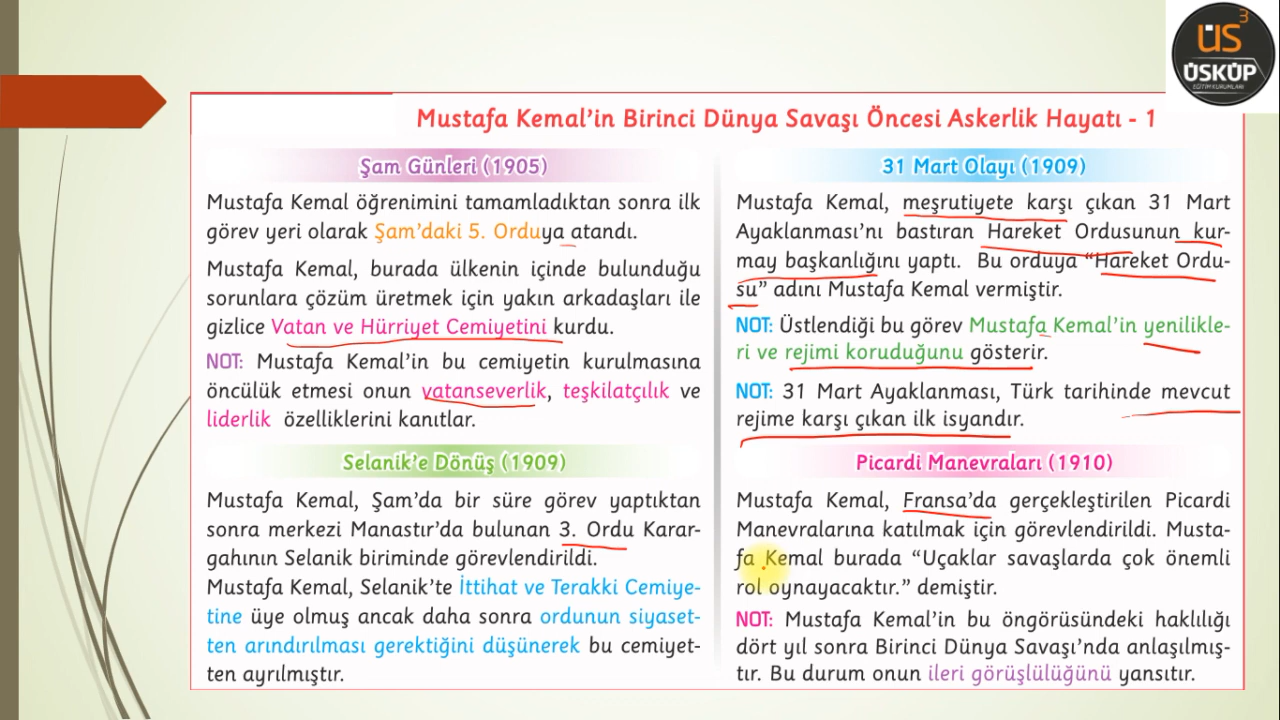 ÜS3
ÜSKÜP
EĞİTİM KURUMLARI
Mustafa Kemal'in Birinci Dünya Savaşı Öncesi Askerlik Hayatı - 1
Şam Günleri (1905)
Mustafa Kemal öğrenimini tamamladıktan sonra ilk
görev yeri olarak Şam'daki 5. Orduya atandı.
Mustafa Kemal, burada ülkenin içinde bulunduğu
sorunlara çözüm üretmek için yakın arkadaşları ile
gizlice Vatan ve Hürriyet Cemiyetini kurdu.
NOT: Mustafa Kemal'in bu cemiyetin kurulmasına
öncülük etmesi onun vatanseverlik, teşkilatçılık ve
liderlik özelliklerini kanıtlar.
Selanik'e Dönüş (1909)
Mustafa Kemal, Şam'da bir süre görev yaptıktan
sonra merkezi Manastır'da bulunan 3. Ordu Karar-
gahının Selanik biriminde görevlendirildi.
Mustafa Kemal, Selanik'te İttihat ve Terakki Cemiye-
tine üye olmuş ancak daha sonra ordunun siyaset-
ten arındırılması gerektiğini düşünerek bu cemiyet-
ten ayrılmıştır.
31 Mart Olayı (1909)
Mustafa Kemal, meşrutiyete karşı çıkan 31 Mart
Ayaklanması'nı bastıran Hareket Ordusunun kur-
may başkanlığını yaptı. Bu orduya "Hareket Ordu-
su" adını Mustafa Kemal vermiştir.
NOT: Üstlendiği bu görev Mustafa Kemal'in yenilikle-
ri ve rejimi koruduğunu gösterir.
NOT: 31 Mart Ayaklanması, Türk tarihinde mevcut
rejime karşı çıkan ilk isyandır.
Picardi Manevraları (1910)
Mustafa Kemal, Fransa'da gerçekleştirilen Picardi
Manevralarına katılmak için görevlendirildi. Musta-
fa Kemal burada "Uçaklar savaşlarda çok önemli
rol oynayacaktır." demiştir.
NOT: Mustafa Kemal'in bu öngörüsündeki haklılığı
dört yıl sonra Birinci Dünya Savaşı'nda anlaşılmış-
tır. Bu durum onun ileri görüşlülüğünü yansıtır.